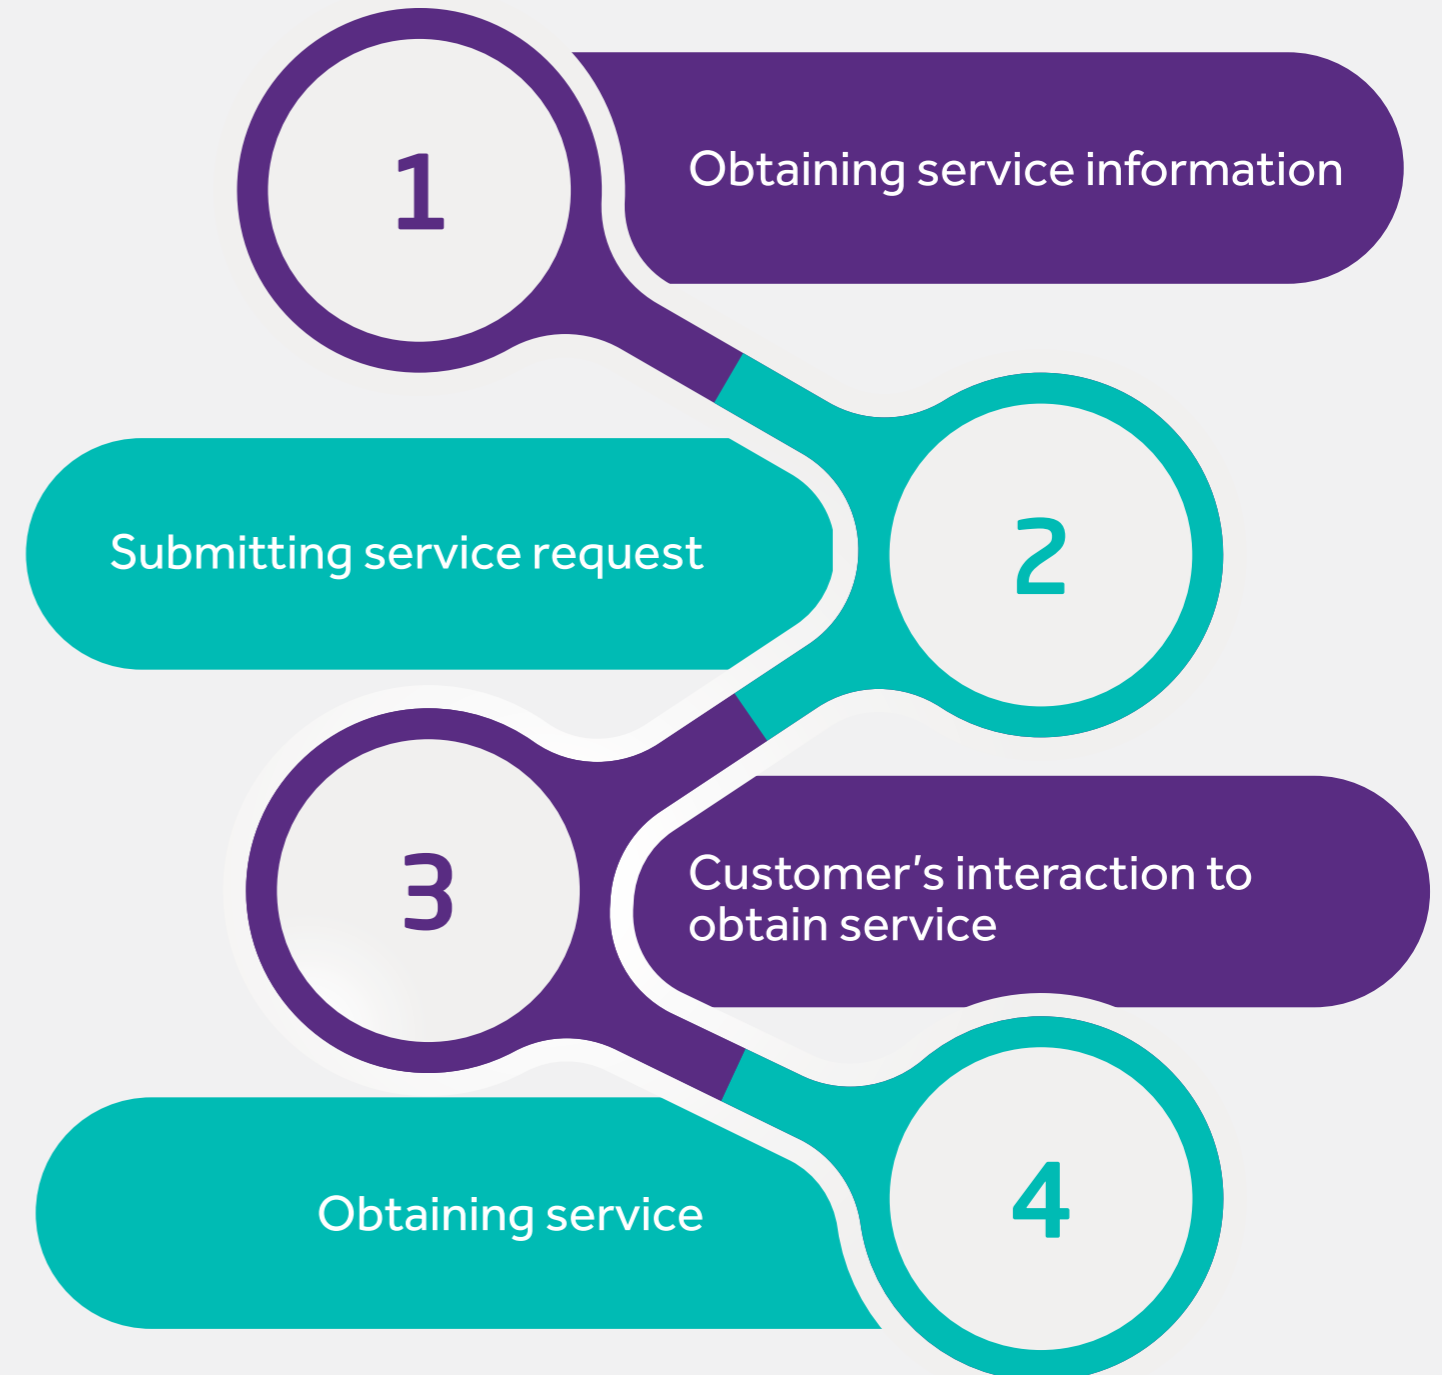 1
Obtaining service information
2
Submitting service request
3
Customer’s interaction to
obtain service
4
Obtaining service